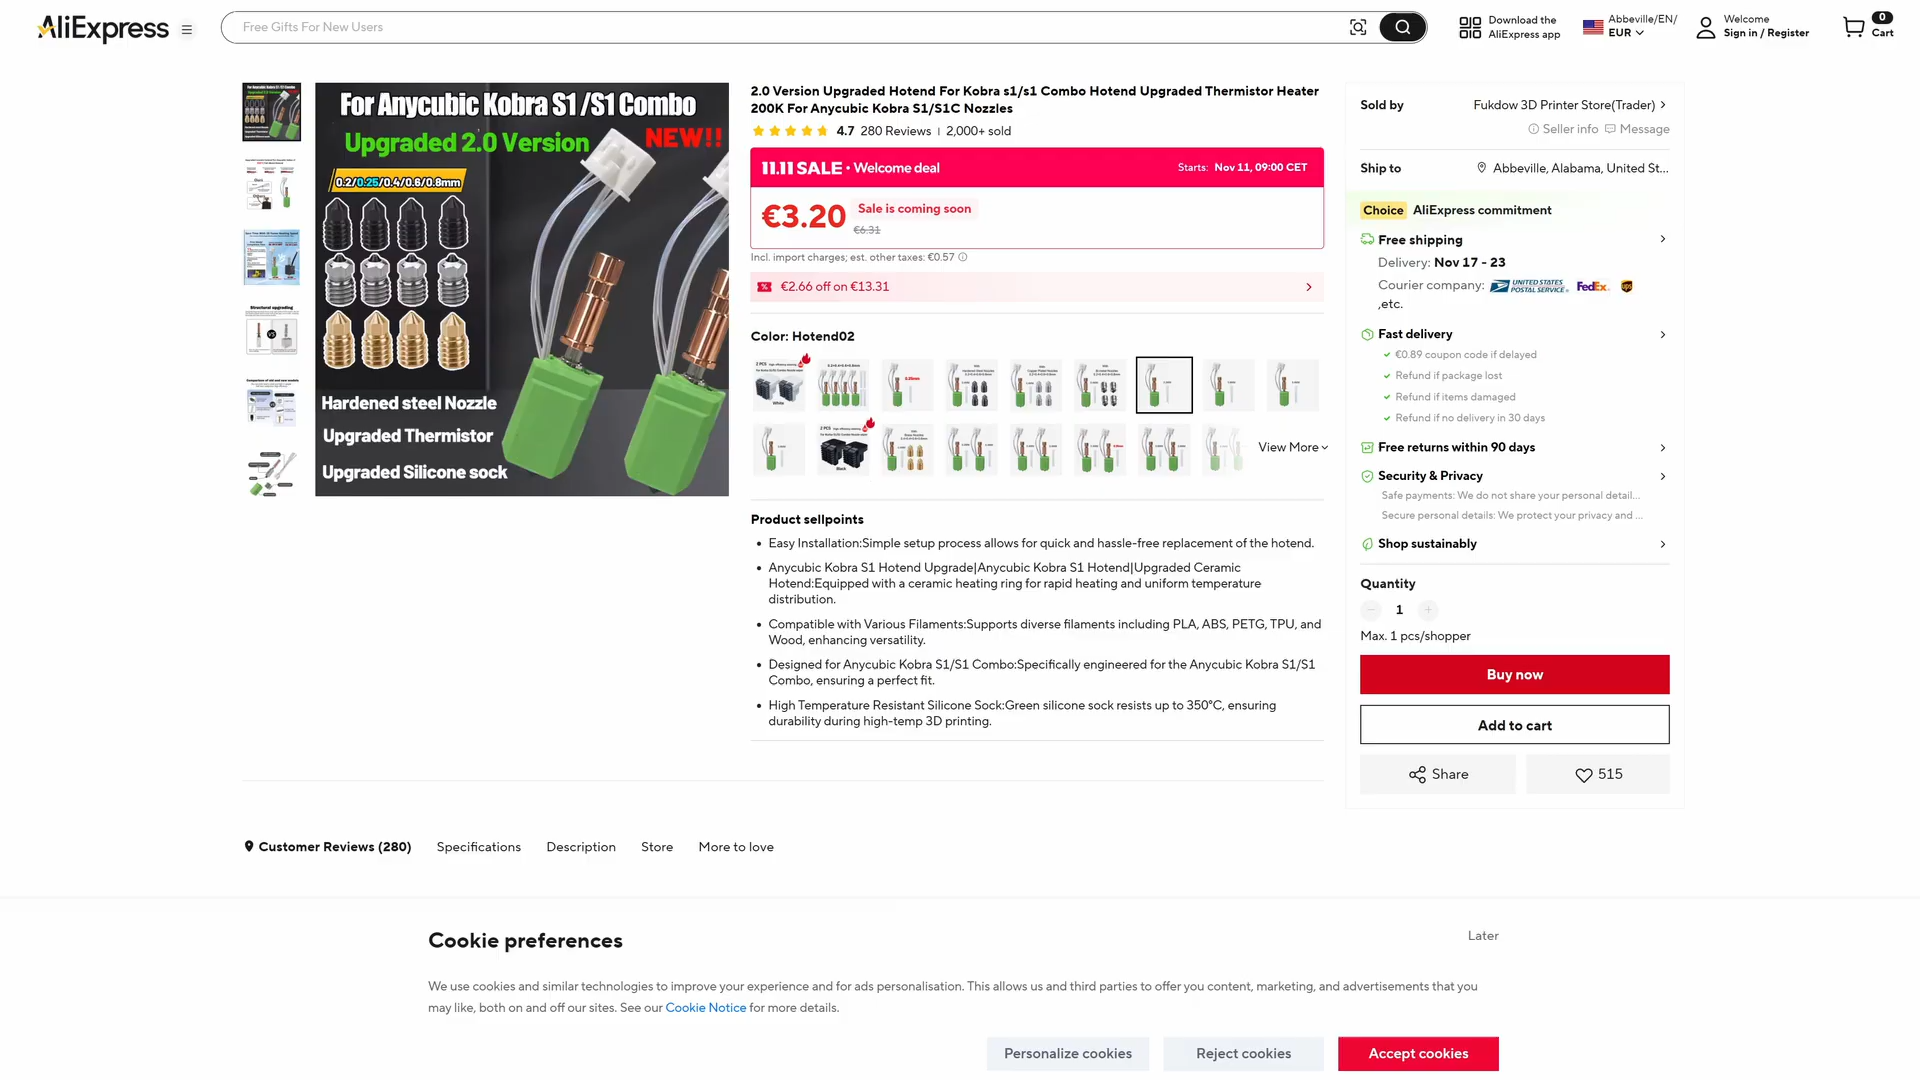 AliExpress
Free Gifts For New Users
Download the
AliExpress app
Abbeville/EN/
EUR
Welcome
Sign in / Register
0
Cart
For Anycubic Kobra S1 /S1 Combo
Upgraded 2.0 Version
NEW!!
0.2/0.25/0.4/0.6/0.8mm
Hardened steel Nozzle
Upgraded Thermistor
Upgraded Silicone sock
2.0 Version Upgraded Hotend For Kobra s1/s1 Combo Hotend Upgraded Thermistor Heater
200K For Anycubic Kobra S1/S1C Nozzles
4.7 280 Reviews | 2,000+ sold
11.11 SALE • Welcome deal
Starts: Nov 11, 09:00 CET
€3.20
Sale is coming soon
€6.31
Incl. import charges; est. other taxes: €0.57
€2.66 off on €13.31
Color: Hotend02
View More
Product sellpoints
Easy Installation:Simple setup process allows for quick and hassle-free replacement of the hotend.
Anycubic Kobra S1 Hotend Upgrade|Anycubic Kobra S1 Hotend|Upgraded Ceramic
Hotend:Equipped with a ceramic heating ring for rapid heating and uniform temperature
distribution.
Compatible with Various Filaments:Supports diverse filaments including PLA, ABS, PETG, TPU, and
Wood, enhancing versatility.
Designed for Anycubic Kobra S1/S1 Combo:Specifically engineered for the Anycubic Kobra S1/S1
Combo, ensuring a perfect fit.
High Temperature Resistant Silicone Sock:Green silicone sock resists up to 350°C, ensuring
durability during high-temp 3D printing.
Sold by
Fukdow 3D Printer Store(Trader)
Seller info
Message
Ship to
Abbeville, Alabama, United St...
Choice AliExpress commitment
Free shipping
Delivery: Nov 17 - 23
Courier company: UNITED STATES POSTAL SERVICE FedEx ups
,etc.
Fast delivery
€0.89 coupon code if delayed
Refund if package lost
Refund if items damaged
Refund if no delivery in 30 days
Free returns within 90 days
Security & Privacy
Safe payments: We do not share your personal detail...
Secure personal details: We protect your privacy and ...
Shop sustainably
Quantity
1
Max. 1 pcs/shopper
Buy now
Add to cart
Share
515
Customer Reviews (280)
Specifications
Description
Store
More to love
Cookie preferences
Later
We use cookies and similar technologies to improve your experience and for ads personalisation. This allows us and third parties to offer you content, marketing, and advertisements that you
may like, both on and off our sites. See our Cookie Notice for more details.
Personalize cookies
Reject cookies
Accept cookies